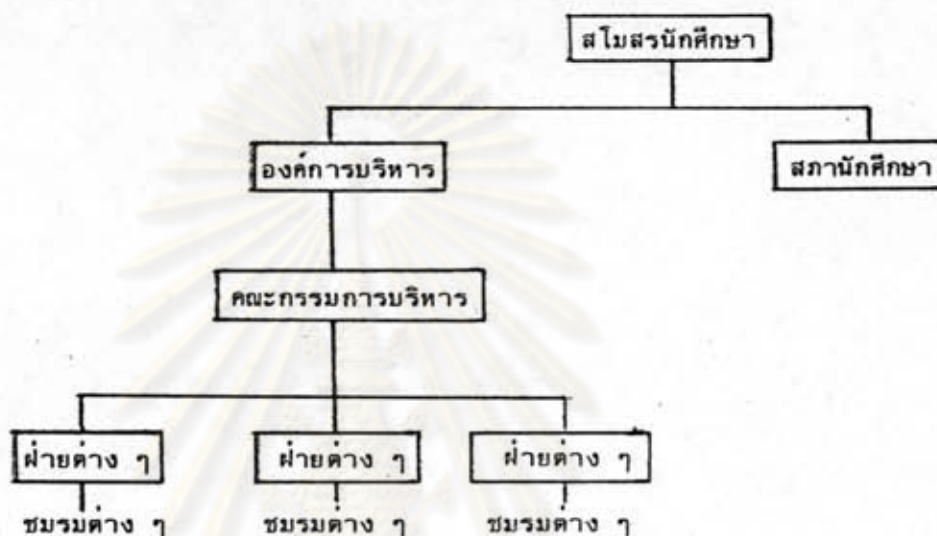 สโมสรนักศึกษา
องค์การบริหาร สภานักศึกษา
คณะกรรมการบริหาร
ฝ่ายต่าง ๆ ฝ่ายต่าง ๆ ฝ่ายต่าง ๆ
ชมรมต่าง ๆ ชมรมต่าง ๆ ชมรมต่าง ๆ